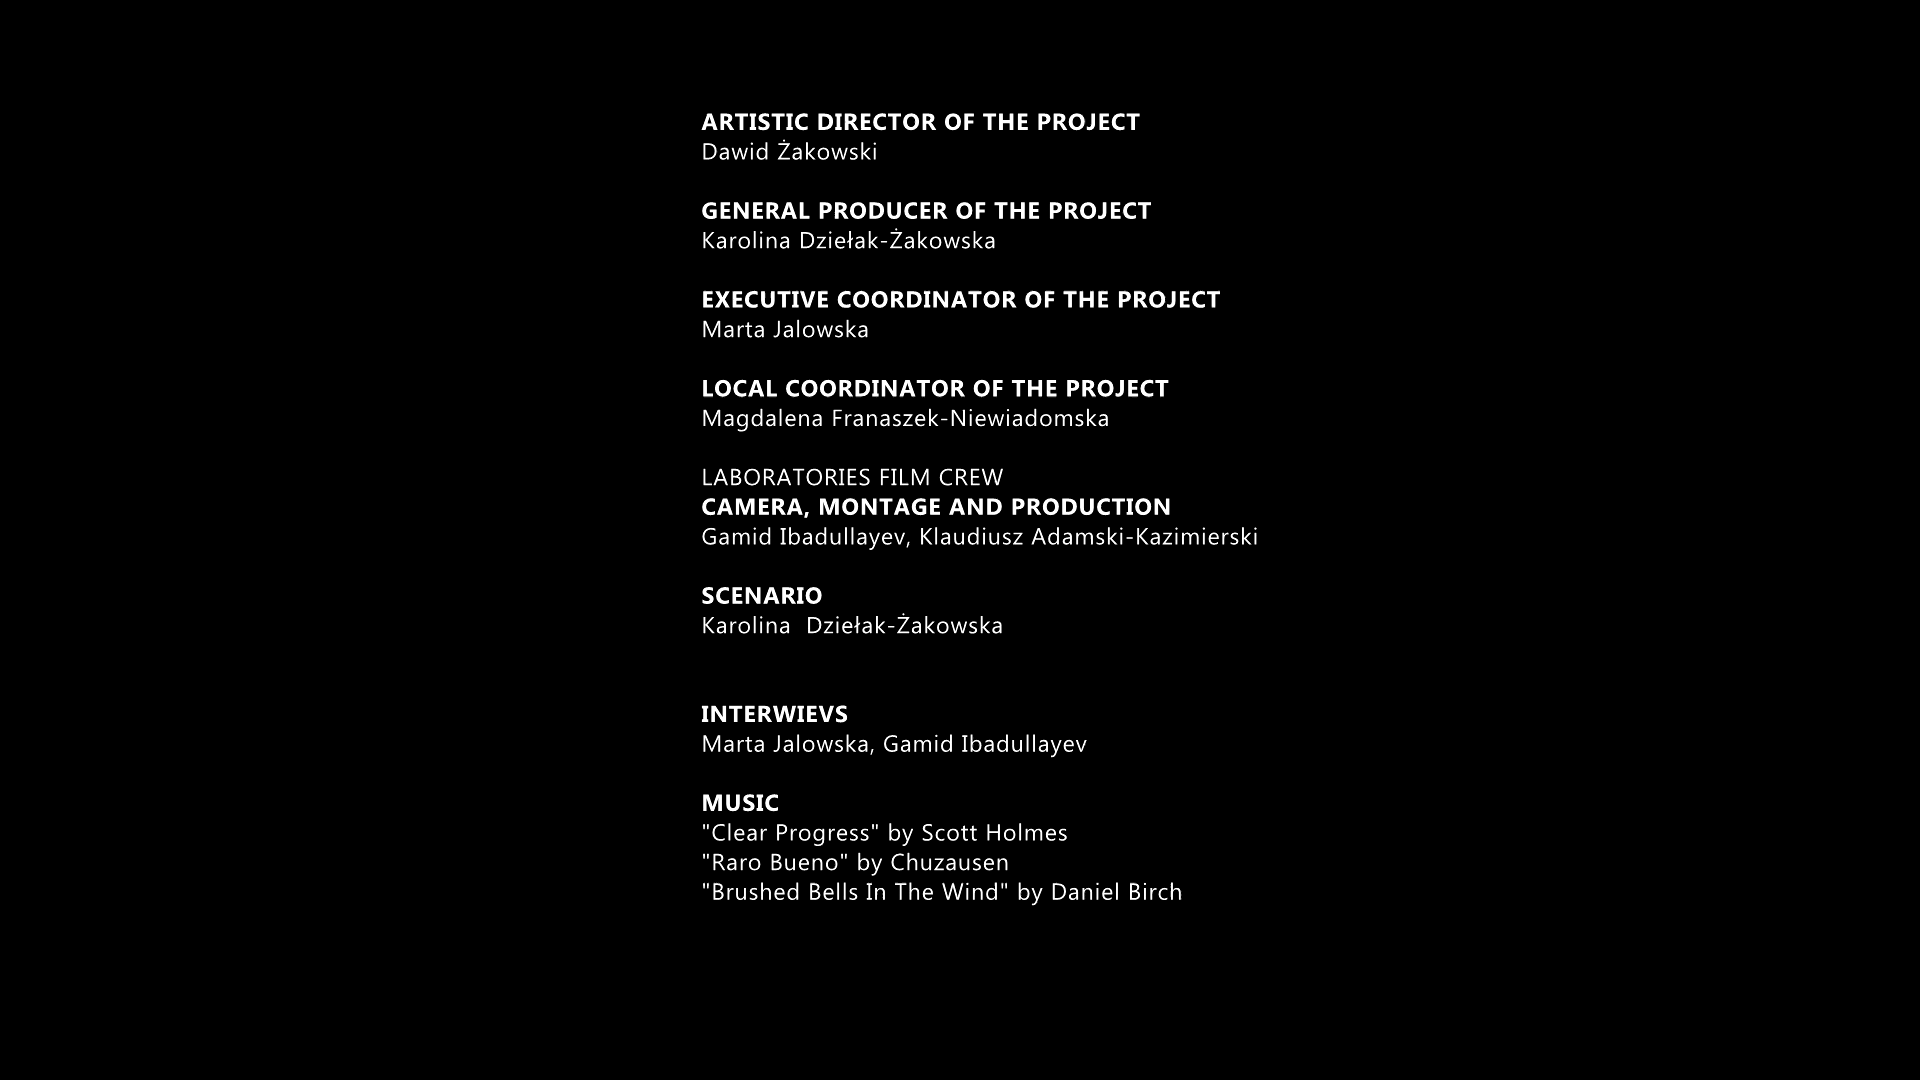 ARTISTIC DIRECTOR OF THE PROJECT
Dawid Żakowski
GENERAL PRODUCER OF THE PROJECT
Karolina Dziełak-Żakowska
EXECUTIVE COORDINATOR OF THE PROJECT
Marta Jalowska
LOCAL COORDINATOR OF THE PROJECT
Magdalena Franaszek-Niewiadomska
LABORATORIES FILM CREW
CAMERA, MONTAGE AND PRODUCTION
Gamid Ibadullayev, Klaudiusz Adamski-Kazimierski
SCENARIO
Karolina  Dziełak-Żakowska
INTERWIEVS
Marta Jalowska, Gamid Ibadullayev
MUSIC
"Clear Progress" by Scott Holmes
"Raro Bueno" by Chuzausen
"Brushed Bells In The Wind" by Daniel Birch